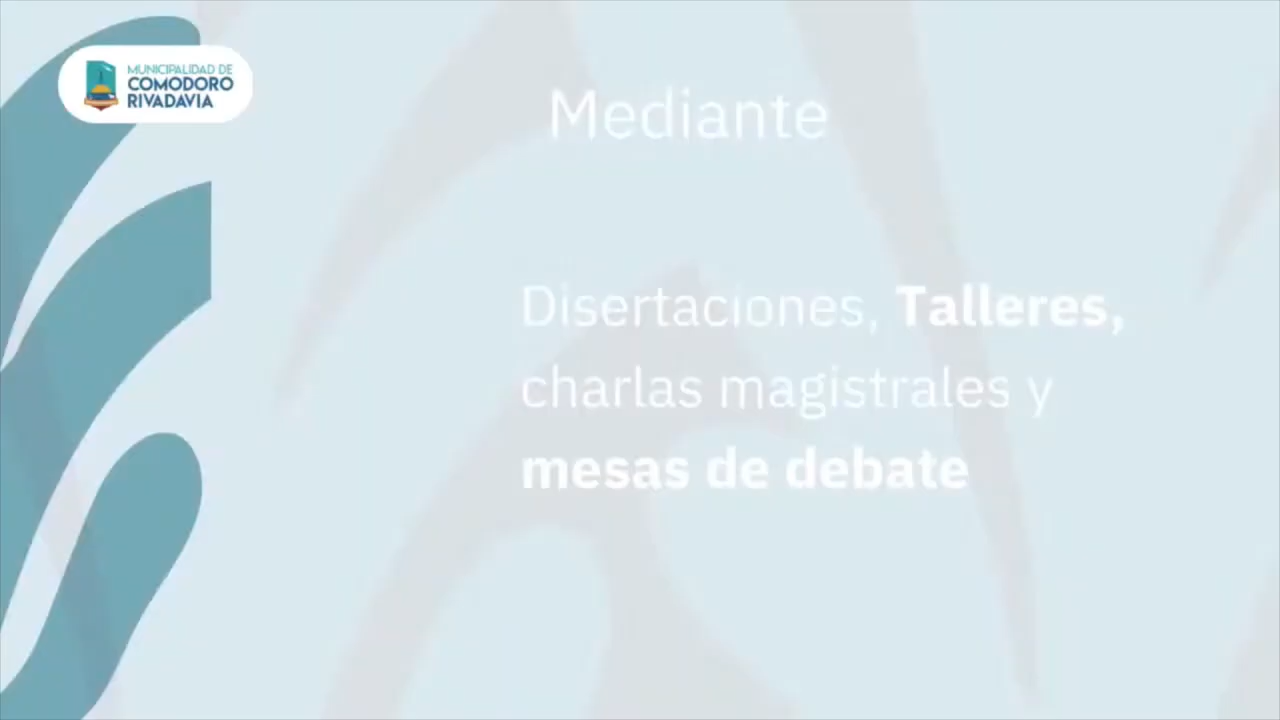 MUNICIPALIDAD DE
COMODORO
RIVADAVIA
Mediante
Disertaciones, Talleres,
charlas magistrales y
mesas de debate